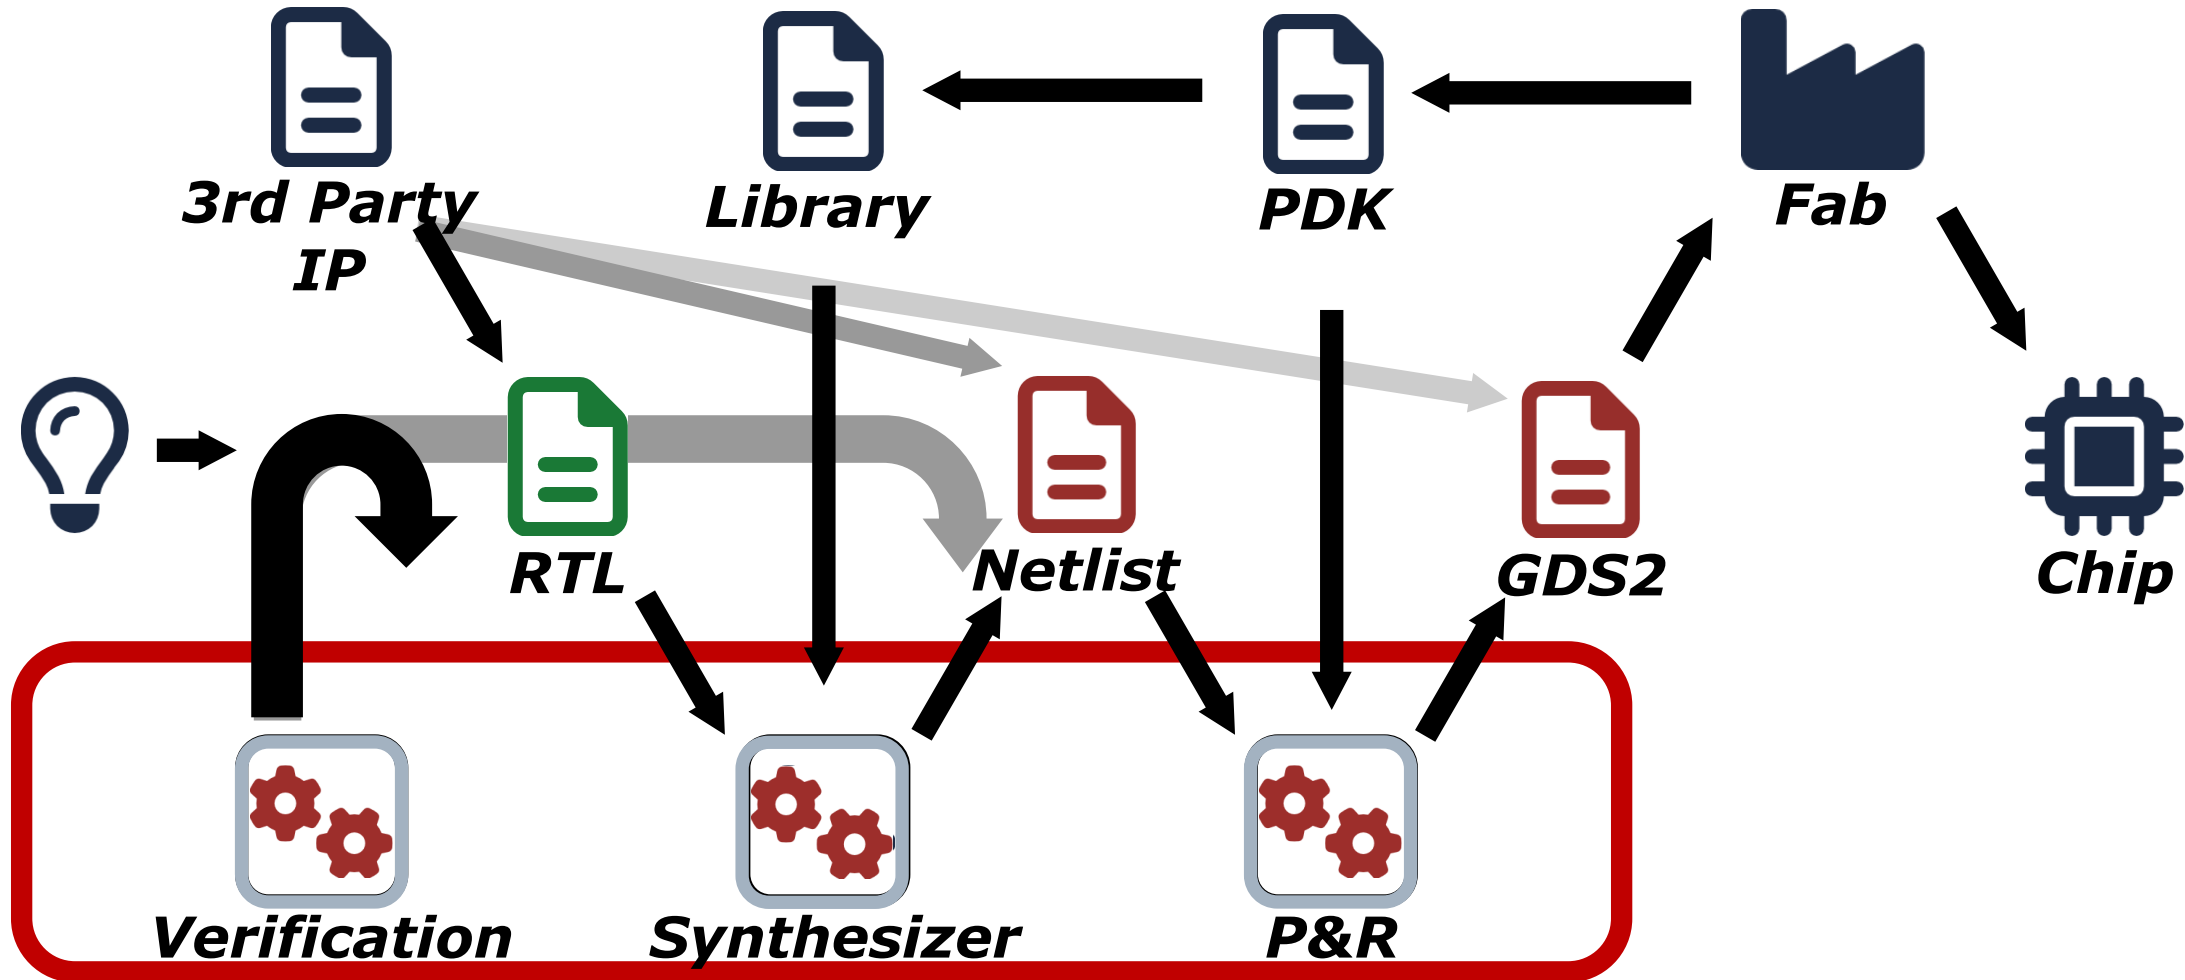 3rd Party
IP
Library
PDK
Fab
RTL
Netlist
GDS2
Chip
Verification
Synthesizer
P&R